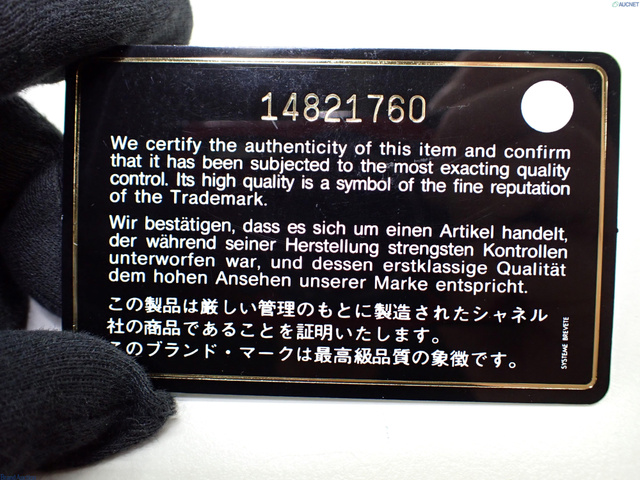 AUCNET
14821760
We certify the authenticity of this item and confirm
that it has been subjected to the most exacting quality
control. Its high quality is a symbol of the fine reputation
of the Trademark.
Wir bestätigen, dass es sich um einen Artikel handelt,
der während seiner Herstellung strengsten Kontrollen
unterworfen war, und dessen erstklassige Qualität
dem hohen Ansehen unserer Marke entspricht.
この製品は厳しい管理のもとに製造されたシャネル
社の商品であることを証明いたします。
このブランド・マークは最高級品質の象徴です。
SYSTEME BREVETE